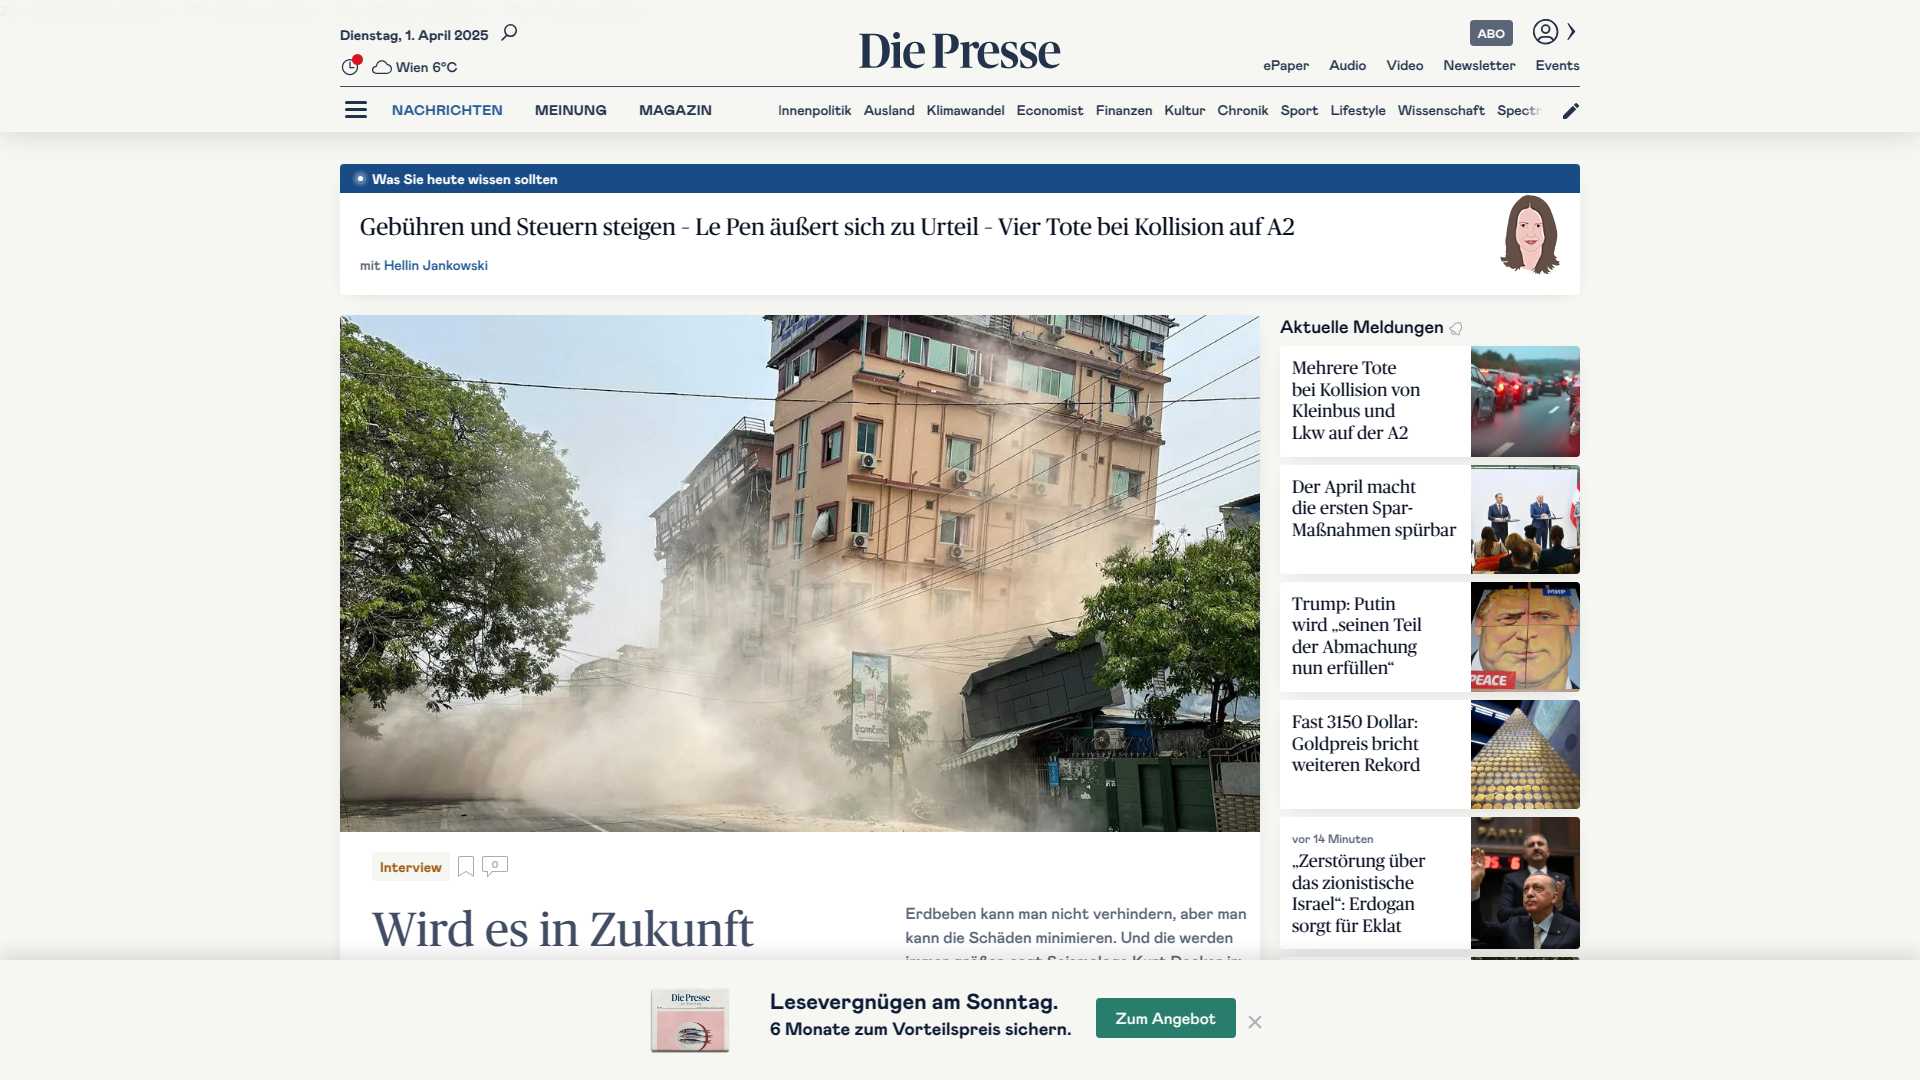 Dienstag, 1. April 2025
Wien 6°C
Die Presse
ABO
ePaper Audio Video Newsletter Events
NACHRICHTEN MEINUNG MAGAZIN
Innenpolitik Ausland Klimawandel Economist Finanzen Kultur Chronik Sport Lifestyle Wissenschaft Spectr
Was Sie heute wissen sollten
Gebühren und Steuern steigen – Le Pen äußert sich zu Urteil – Vier Tote bei Kollision auf A2
mit Hellin Jankowski
Interview
0
Wird es in Zukunft
Erdbeben kann man nicht verhindern, aber man
kann die Schäden minimieren. Und die werden
Aktuelle Meldungen
Mehrere Tote
bei Kollision von
Kleinbus und
Lkw auf der A2
Der April macht
die ersten Spar-
Maßnahmen spürbar
Trump: Putin
wird „seinen Teil
der Abmachung
nun erfüllen“
PEACE
Fast 3150 Dollar:
Goldpreis bricht
weiteren Rekord
vor 14 Minuten
„Zerstörung über
das zionistische
Israel“: Erdogan
sorgt für Eklat
PARTİ
Die Presse
Lesevergnügen am Sonntag.
6 Monate zum Vorteilspreis sichern.
Zum Angebot